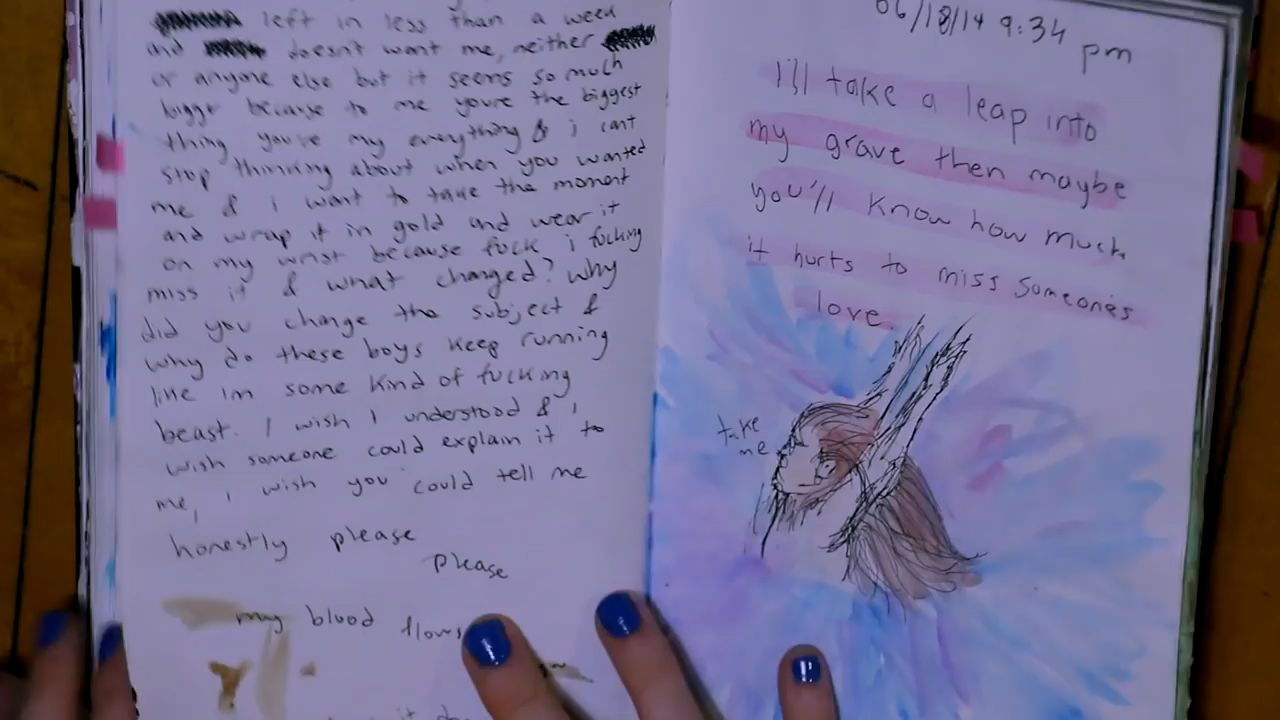 left in less than a week
and doesn't want me, neither
or anyone else but it seems so much
biggr because to me youre the biggest
thing you've my everything & i cant
stop thinking about when you wanted
me & i want to take the moment
and wrap it in gold and wear it
on my wrist because fuck i fucking
miss it & what changed? why
did you change the subject &
why do these boys keep running
like im some kind of fucking
beast. I wish I understood & i
wish someone could explain it to
me, i wish you could tell me
honestly please
please
my blood flows
it
06/18/14 9:34 pm
I'll take a leap into
my grave then maybe
you'll know how much
it hurts to miss someones
love.
take
me